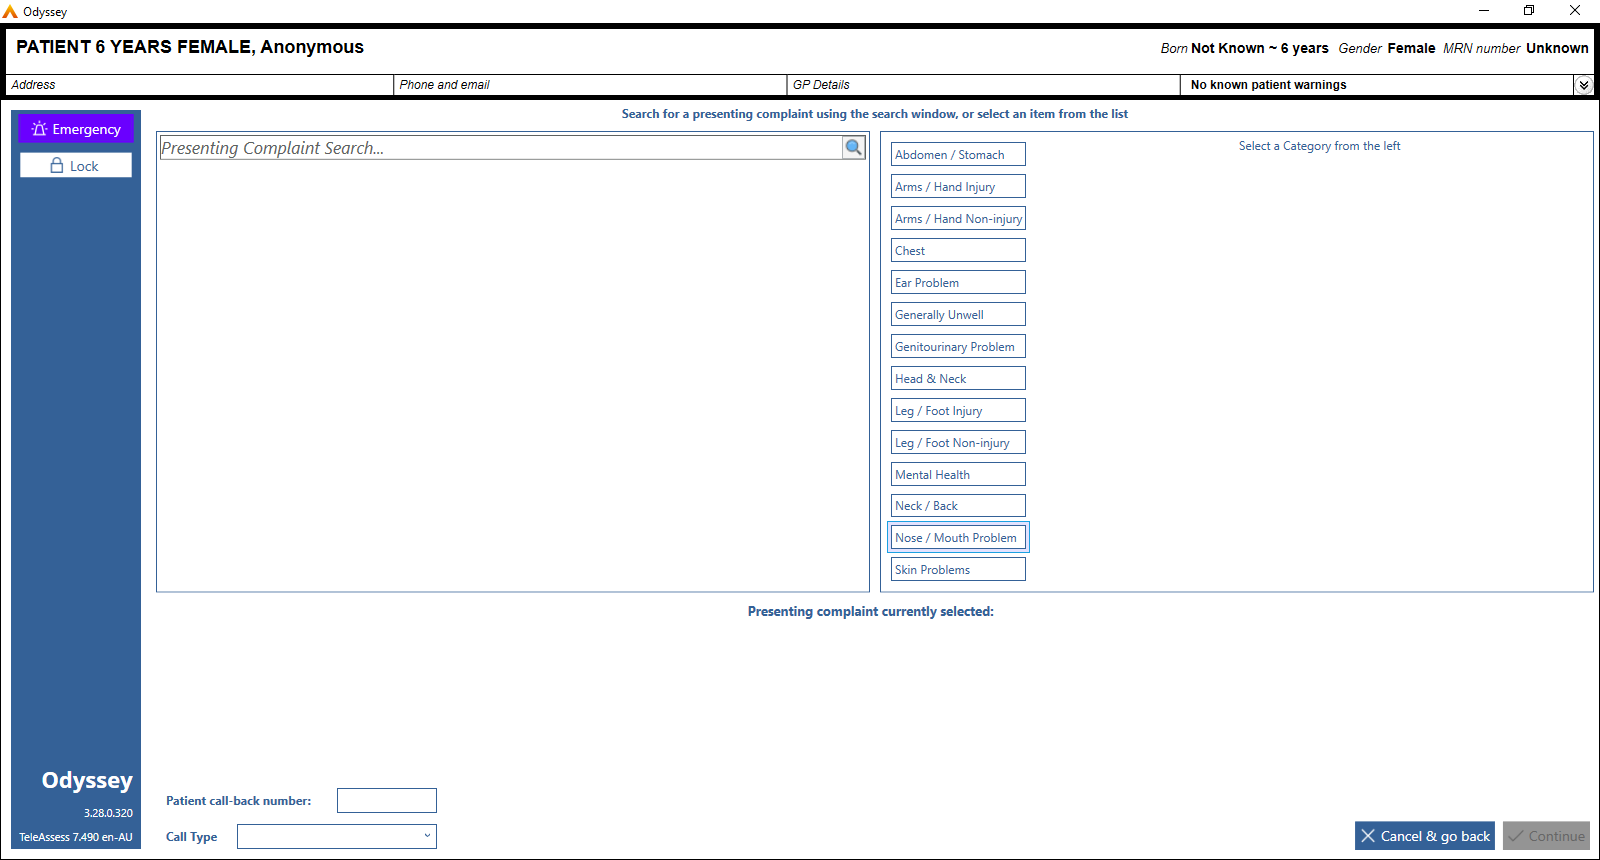 Odyssey
PATIENT 6 YEARS FEMALE, Anonymous
Born Not Known ~ 6 years Gender Female MRN number Unknown
Address
Phone and email
GP Details
No known patient warnings
Emergency
Lock
Search for a presenting complaint using the search window, or select an item from the list
Presenting Complaint Search...
Abdomen / Stomach
Arms / Hand Injury
Arms / Hand Non-injury
Chest
Ear Problem
Generally Unwell
Genitourinary Problem
Head & Neck
Leg / Foot Injury
Leg / Foot Non-injury
Mental Health
Neck / Back
Nose / Mouth Problem
Skin Problems
Select a Category from the left
Presenting complaint currently selected:
Odyssey
3.28.0.320
TeleAssess 7.490 en-AU
Patient call-back number:
Call Type
Cancel & go back
Continue